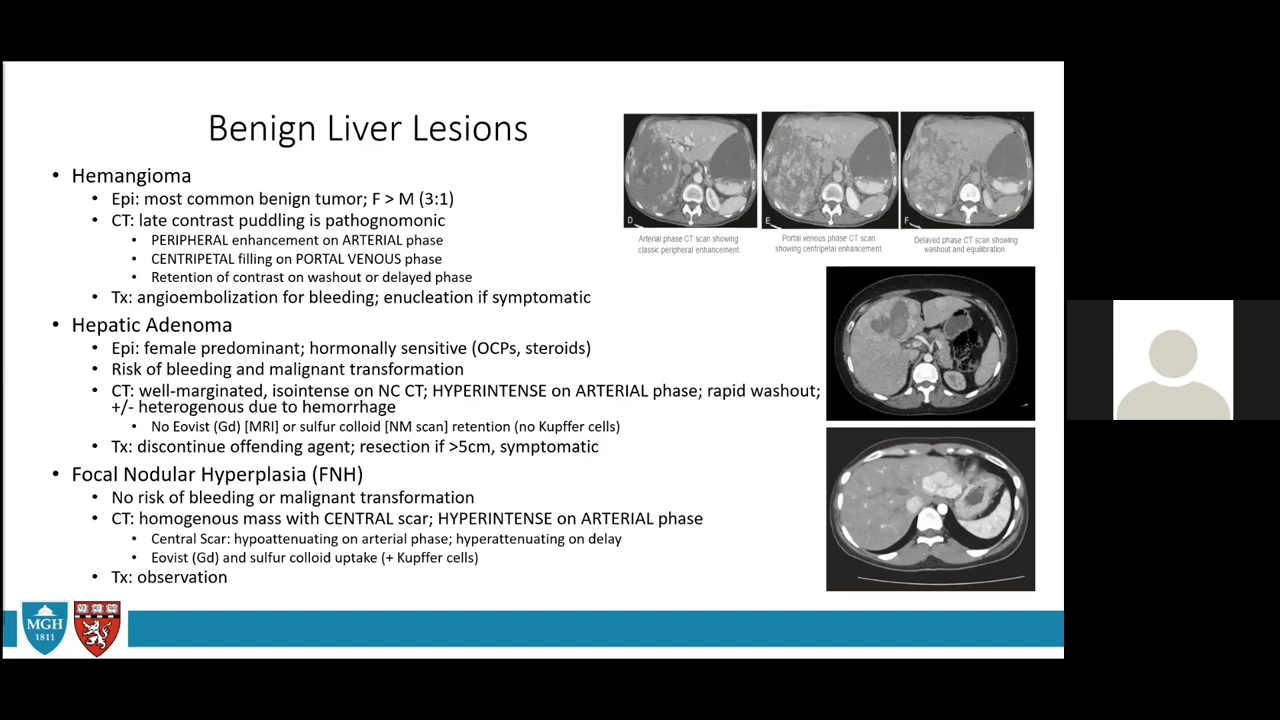 Benign Liver Lesions
• Hemangioma
• Epi: most common benign tumor; F > M (3:1)
• CT: late contrast puddling is pathognomonic
• PERIPHERAL enhancement on ARTERIAL phase
• CENTRIPETAL filling on PORTAL VENOUS phase
• Retention of contrast on washout or delayed phase
• Tx: angioembolization for bleeding; enucleation if symptomatic
• Hepatic Adenoma
• Epi: female predominant; hormonally sensitive (OCPs, steroids)
• Risk of bleeding and malignant transformation
• CT: well-marginated, isointense on NC CT; HYPERINTENSE on ARTERIAL phase; rapid washout;
+/- heterogenous due to hemorrhage
• No Eovist (Gd) [MRI] or sulfur colloid [NM scan] retention (no Kupffer cells)
• Tx: discontinue offending agent; resection if >5cm, symptomatic
• Focal Nodular Hyperplasia (FNH)
• No risk of bleeding or malignant transformation
• CT: homogenous mass with CENTRAL scar; HYPERINTENSE on ARTERIAL phase
• Central Scar: hypoattenuating on arterial phase; hyperattenuating on delay
• Eovist (Gd) and sulfur colloid uptake (+ Kupffer cells)
• Tx: observation
D
Arterial phase CT scan showing
classic peripheral enhancement.
E
Portal venous phase CT scan
showing centripetal enhancement.
F
Delayed phase CT scan showing
washout and equilibration.
MGH
1811